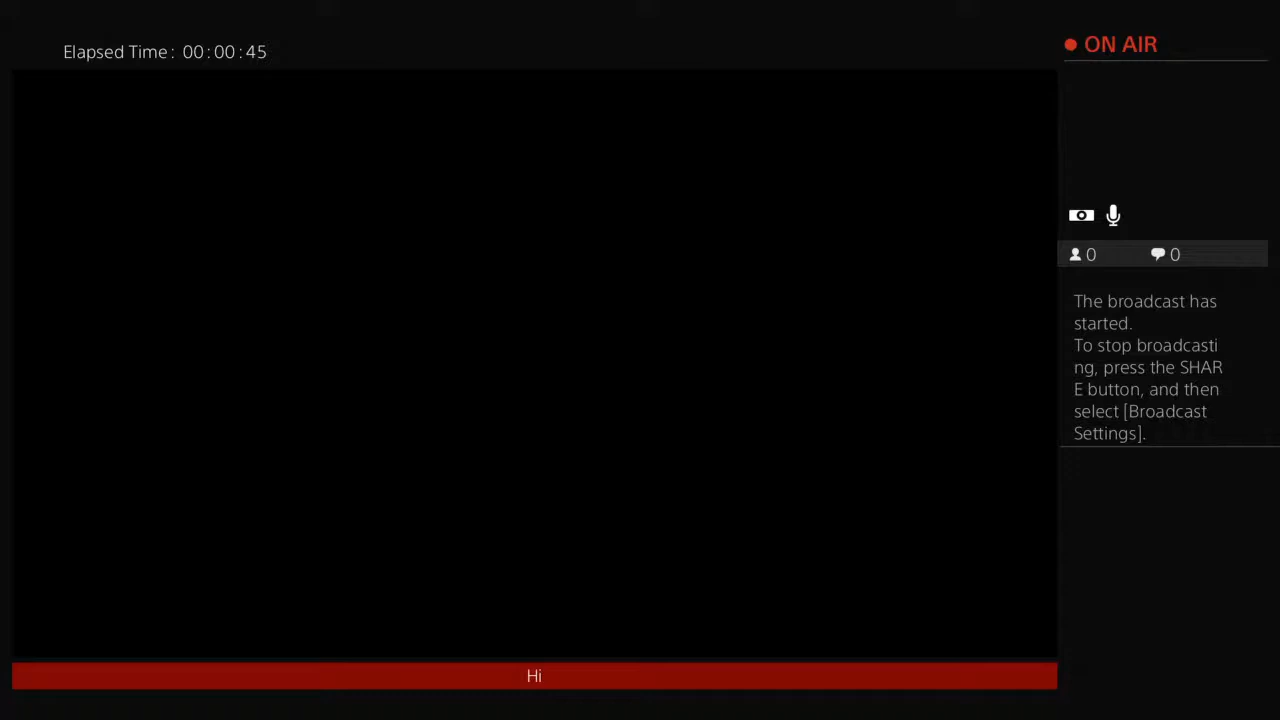 Elapsed Time: 00:00:45
ON AIR
0 0
The broadcast has
started.
To stop broadcasti
ng, press the SHAR
E button, and then
select [Broadcast
Settings].
Hi